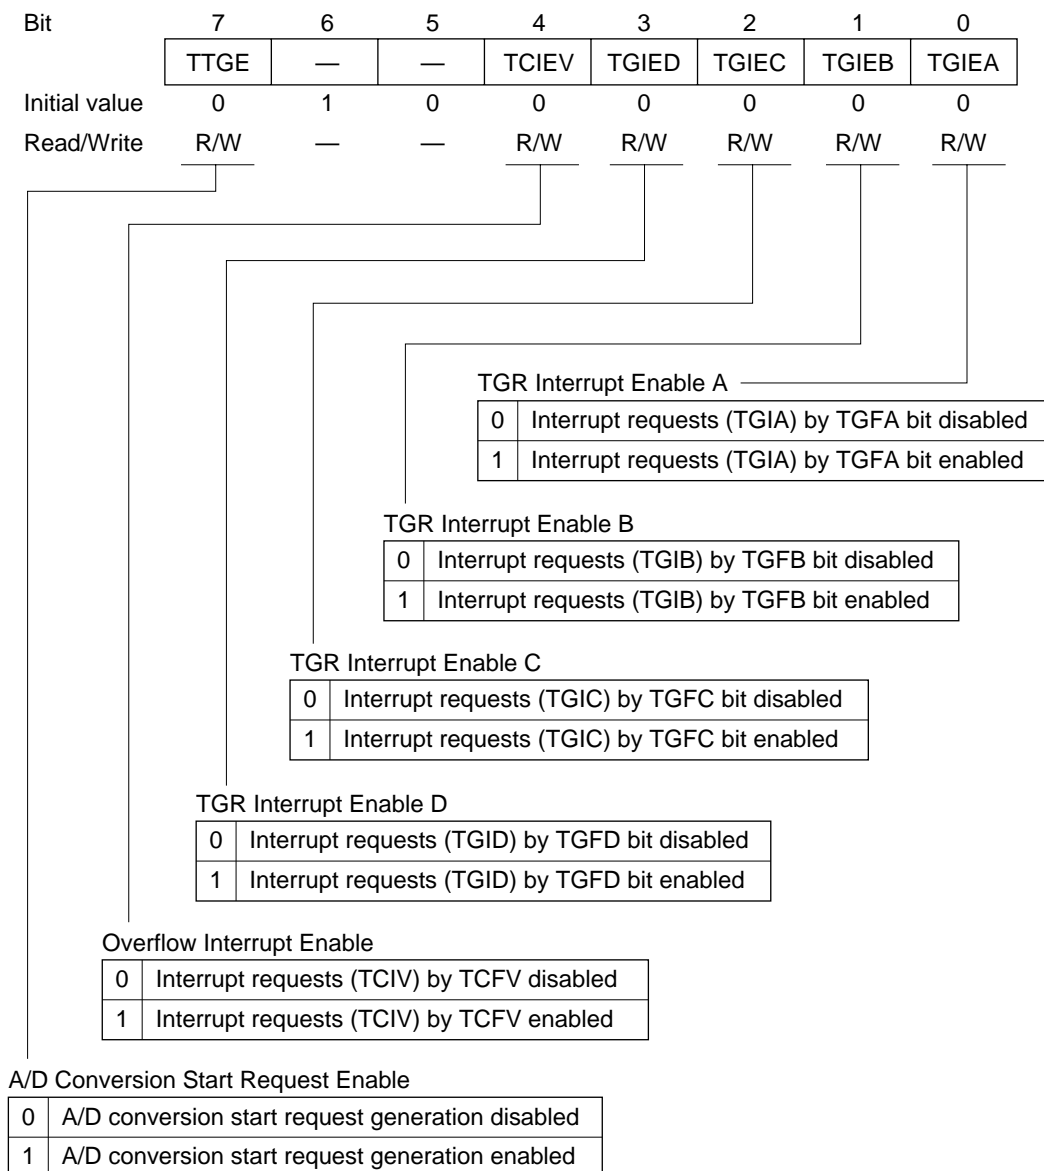 Bit 7 6 5 4 3 2 1 0
TTGE — — TCIEV TGIED TGIEC TGIEB TGIEA
Initial value 0 1 0 0 0 0 0 0
Read/Write R/W — — R/W R/W R/W R/W R/W
TGR Interrupt Enable A
0 Interrupt requests (TGIA) by TGFA bit disabled
1 Interrupt requests (TGIA) by TGFA bit enabled
TGR Interrupt Enable B
0 Interrupt requests (TGIB) by TGFB bit disabled
1 Interrupt requests (TGIB) by TGFB bit enabled
TGR Interrupt Enable C
0 Interrupt requests (TGIC) by TGFC bit disabled
1 Interrupt requests (TGIC) by TGFC bit enabled
TGR Interrupt Enable D
0 Interrupt requests (TGID) by TGFD bit disabled
1 Interrupt requests (TGID) by TGFD bit enabled
Overflow Interrupt Enable
0 Interrupt requests (TCIV) by TCFV disabled
1 Interrupt requests (TCIV) by TCFV enabled
A/D Conversion Start Request Enable
0 A/D conversion start request generation disabled
1 A/D conversion start request generation enabled